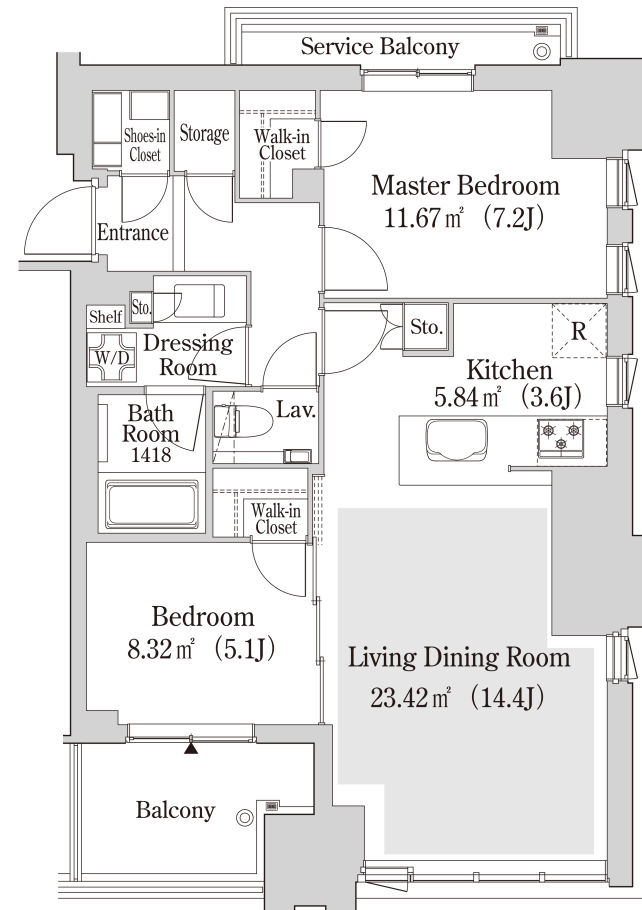 Service Balcony
Shoes-in
Closet
Storage
Walk-in
Closet
Master Bedroom
11.67㎡ (7.2J)
Entrance
Sto.
Shelf
W/D
Dressing
Room
Sto.
R
Kitchen
5.84㎡ (3.6J)
Bath
Room
1418
Lav.
Walk-in
Closet
Bedroom
8.32㎡ (5.1J)
Living Dining Room
23.42㎡ (14.4J)
Balcony